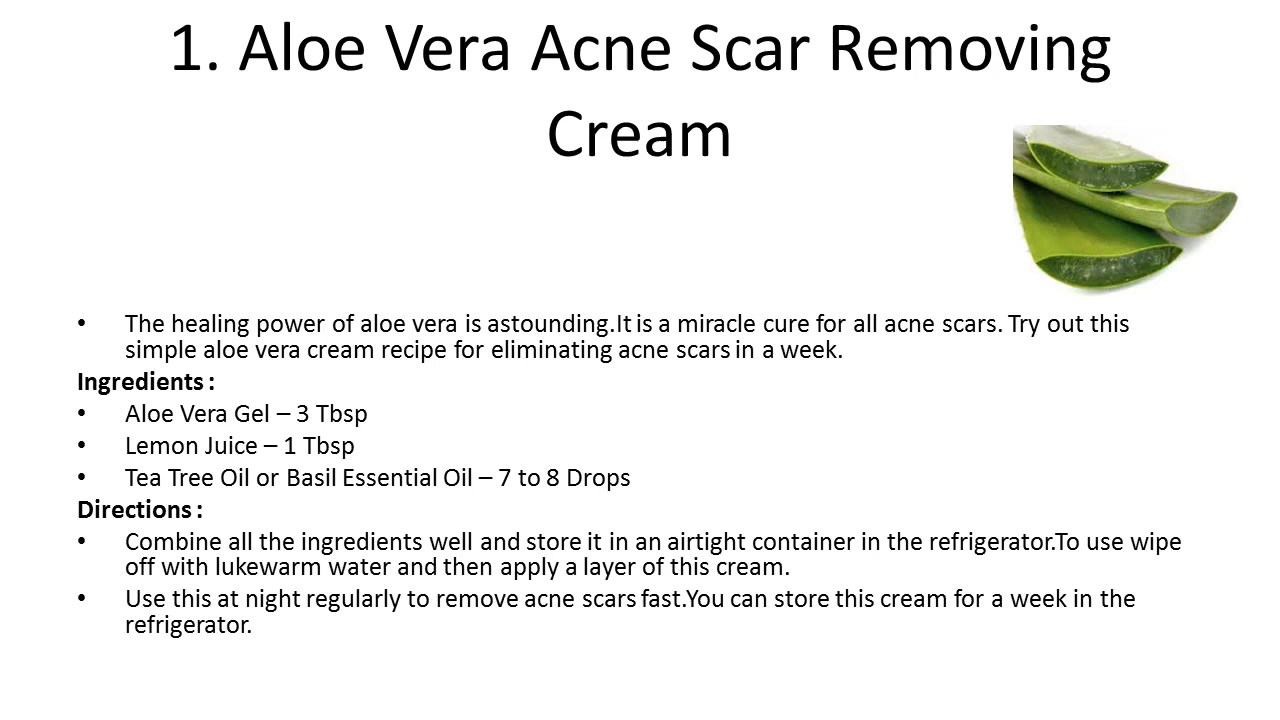 1. Aloe Vera Acne Scar Removing
Cream
• The healing power of aloe vera is astounding.It is a miracle cure for all acne scars. Try out this
simple aloe vera cream recipe for eliminating acne scars in a week.
Ingredients :
• Aloe Vera Gel – 3 Tbsp
• Lemon Juice – 1 Tbsp
• Tea Tree Oil or Basil Essential Oil – 7 to 8 Drops
Directions :
• Combine all the ingredients well and store it in an airtight container in the refrigerator.To use wipe
off with lukewarm water and then apply a layer of this cream.
• Use this at night regularly to remove acne scars fast.You can store this cream for a week in the
refrigerator.